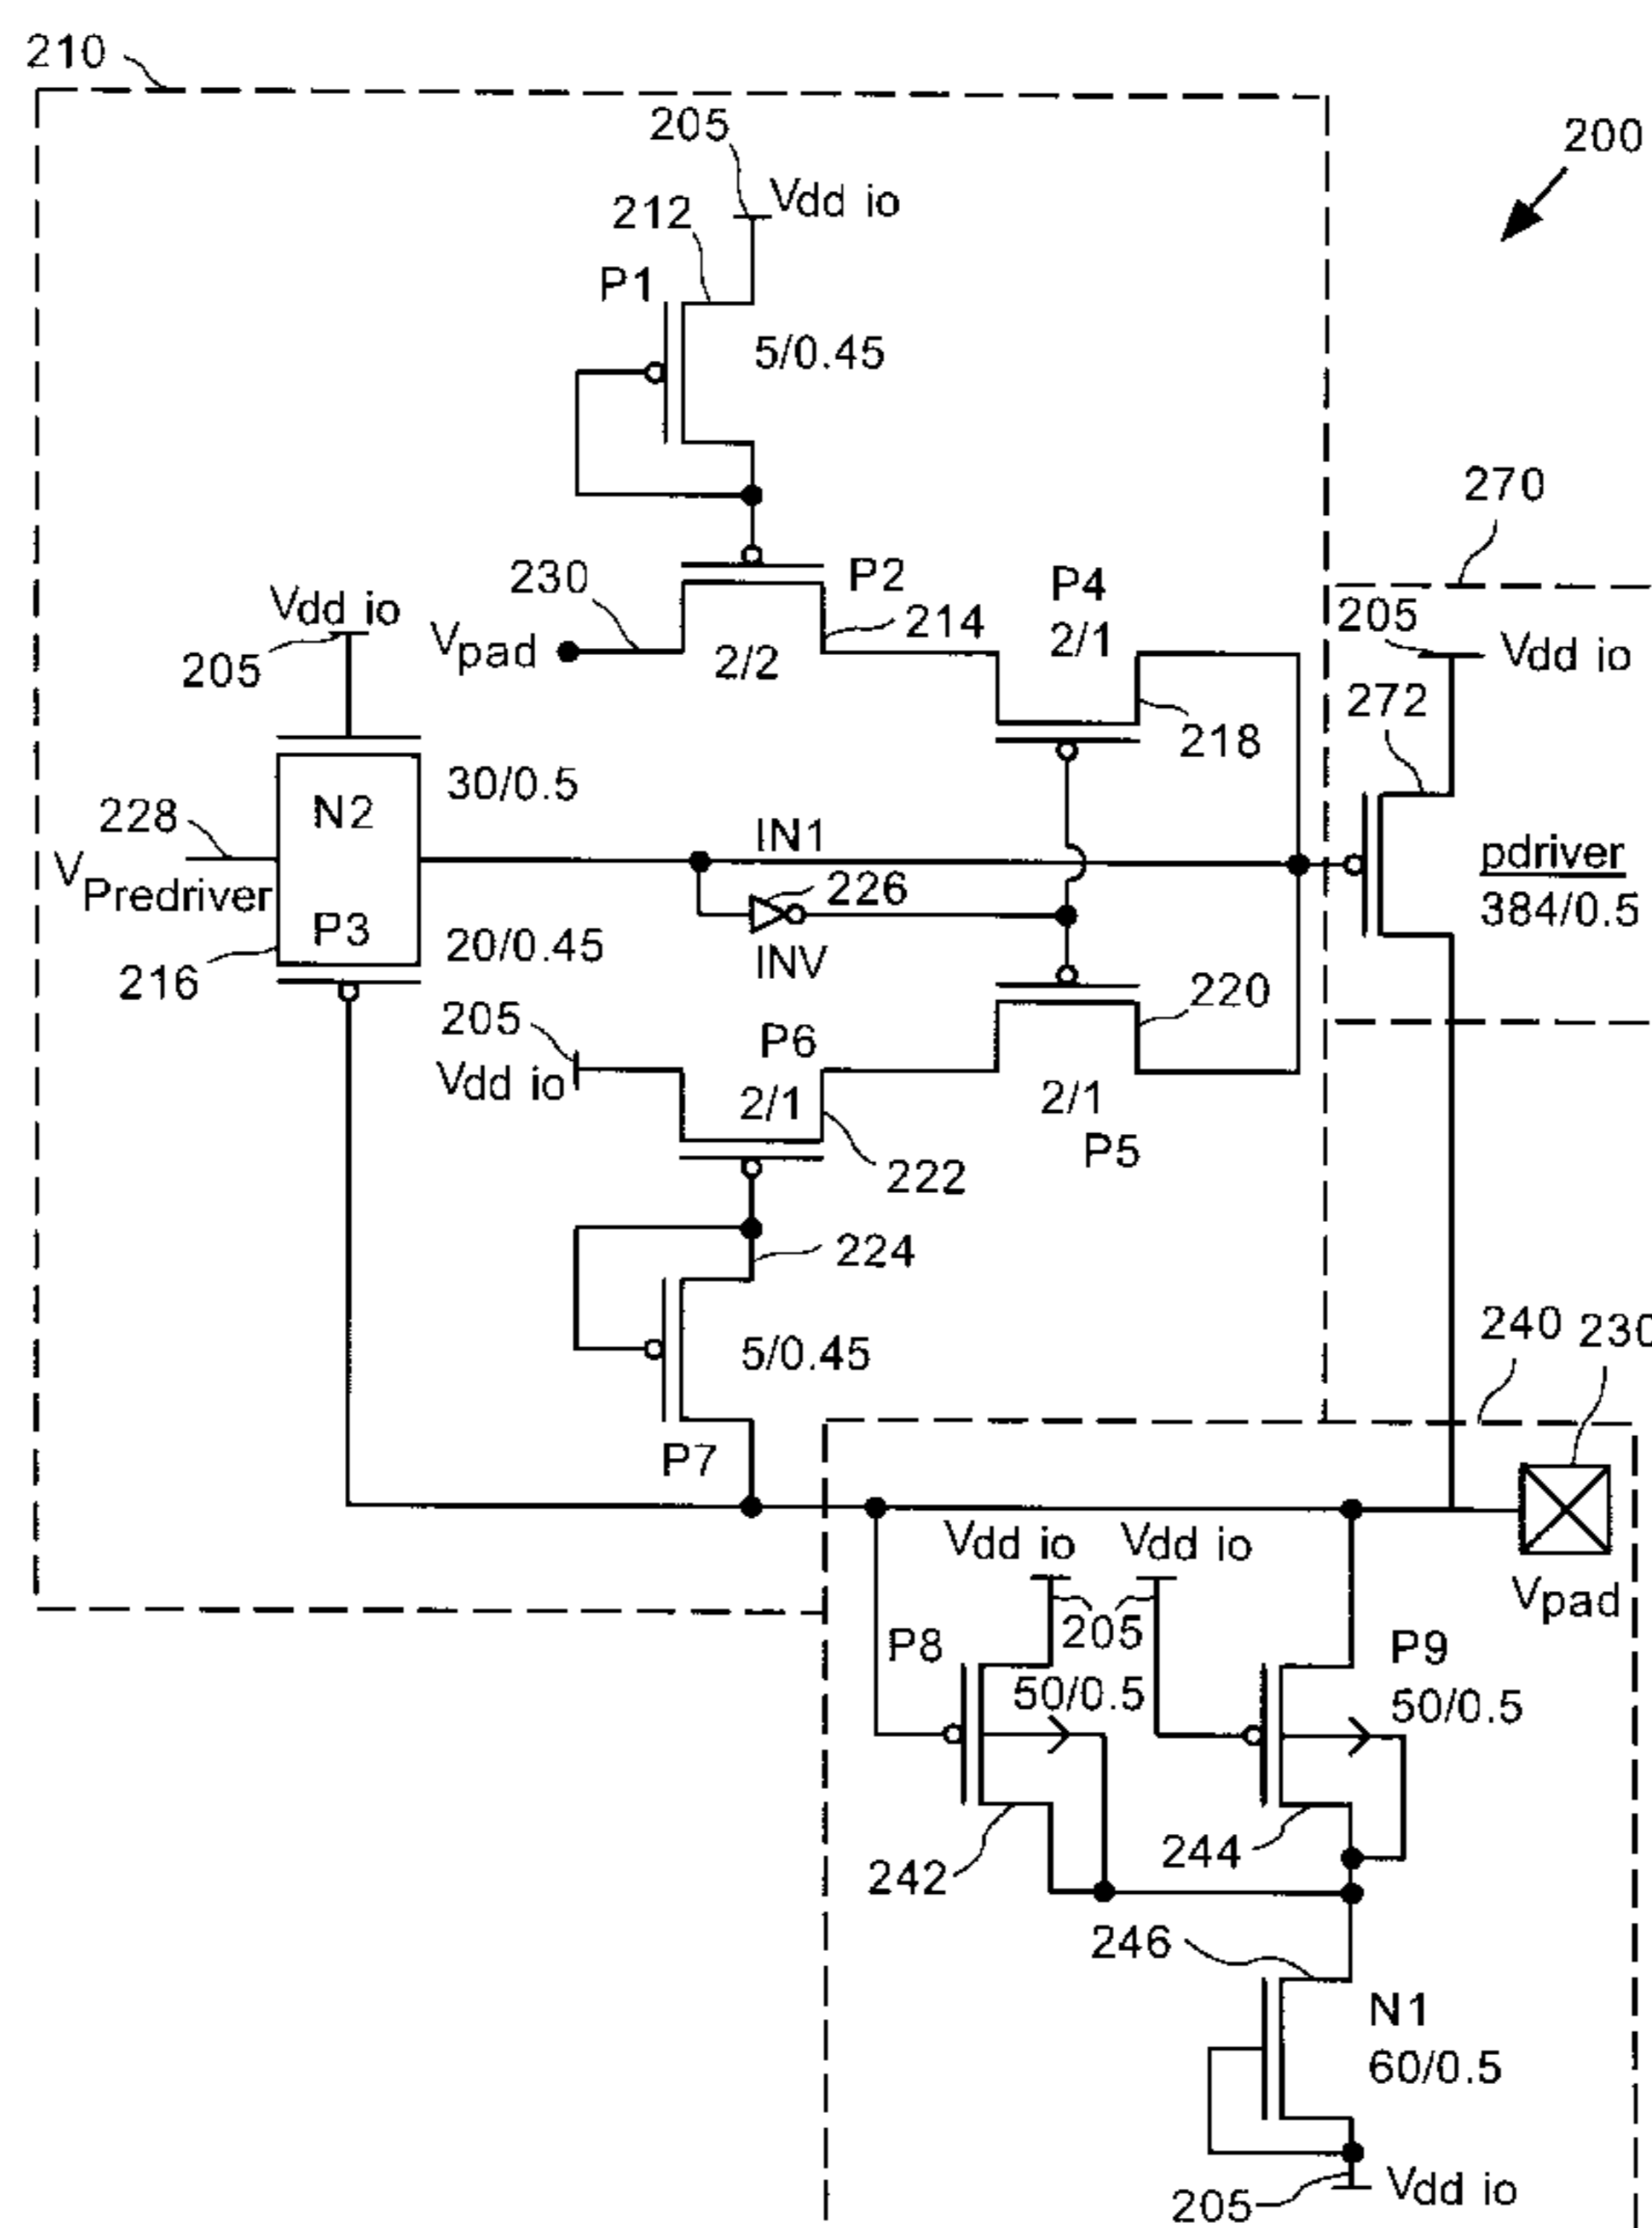 210
205
200
Vdd io
212
P1
5/0.45
270
230
P2
P4
Vdd io
205
Vpad
214
2/1
205
Vdd io
2/2
272
218
30/0.5
N2
228
IN1
VPredriver
226
pdriver
384/0.5
P3
20/0.45
INV
216
220
205
P6
Vdd io
2/1
2/1
P5
222
224
240
230
5/0.45
P7
Vdd io
Vdd io
Vpad
205
P8
P9
50/0.5
50/0.5
244
242
246
N1
60/0.5
Vdd io
205